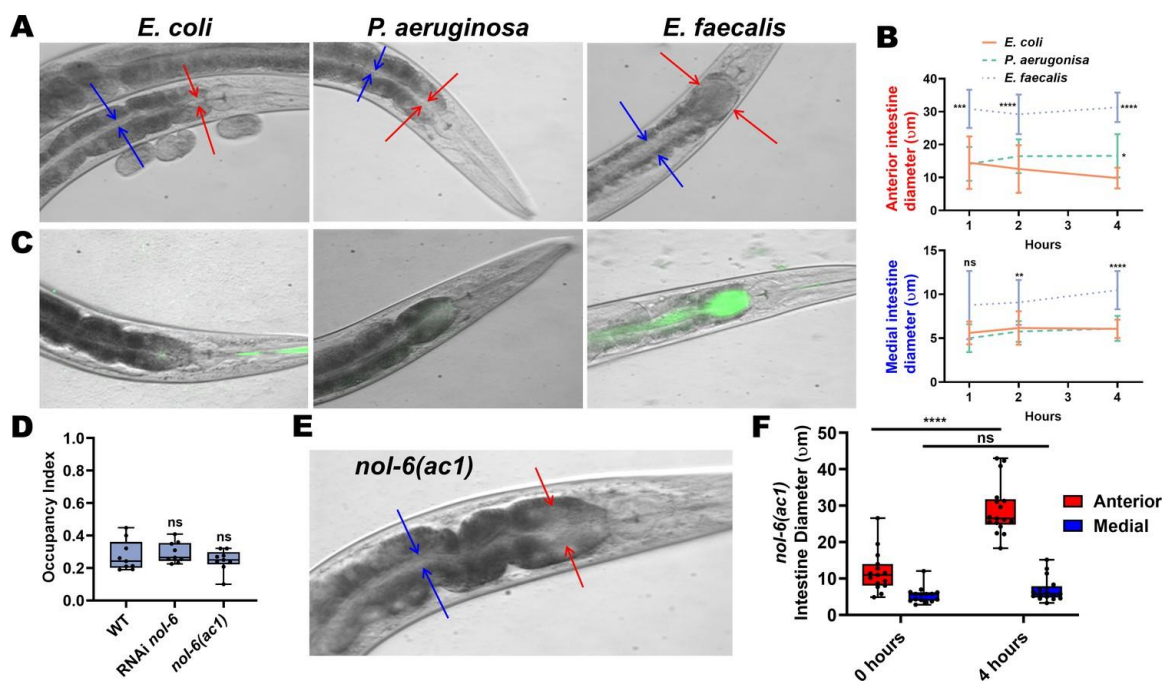 A
E. coli
P. aeruginosa
E. faecalis
B
E. coli
P. aerugonisa
E. faecalis
Anterior intestine
diameter (υm)
40
30
20
10
0
***
****
****
*
1
2
3
4
Hours
Medial intestine
diameter (υm)
15
10
5
0
ns
**
****
1
2
3
4
Hours
C
D
Occupancy Index
1.0
0.8
0.6
0.4
0.2
0.0
ns
ns
WT
RNAi nol-6
nol-6(ac1)
E
nol-6(ac1)
F
nol-6(ac1)
Intestine Diameter (υm)
50
40
30
20
10
0
****
ns
Anterior
Medial
0 hours
4 hours